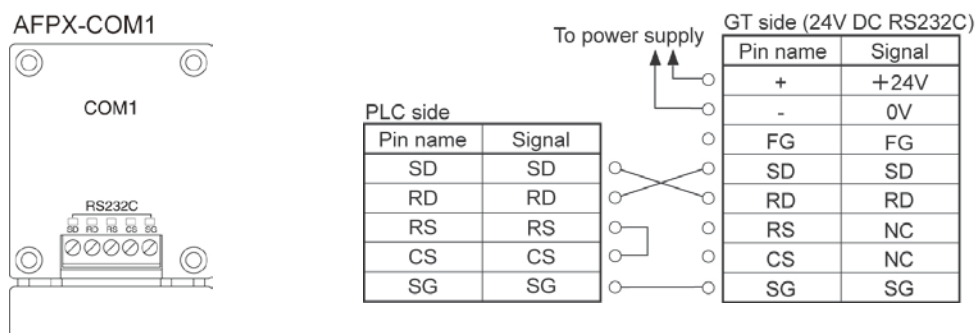 AFPX-COM1
COM1
RS232C
SD RD RS CS SG
To power supply
PLC side
Pin name Signal
SD SD
RD RD
RS RS
CS CS
SG SG
GT side (24V DC RS232C)
Pin name Signal
+ +24V
- 0V
FG FG
SD SD
RD RD
RS NC
CS NC
SG SG